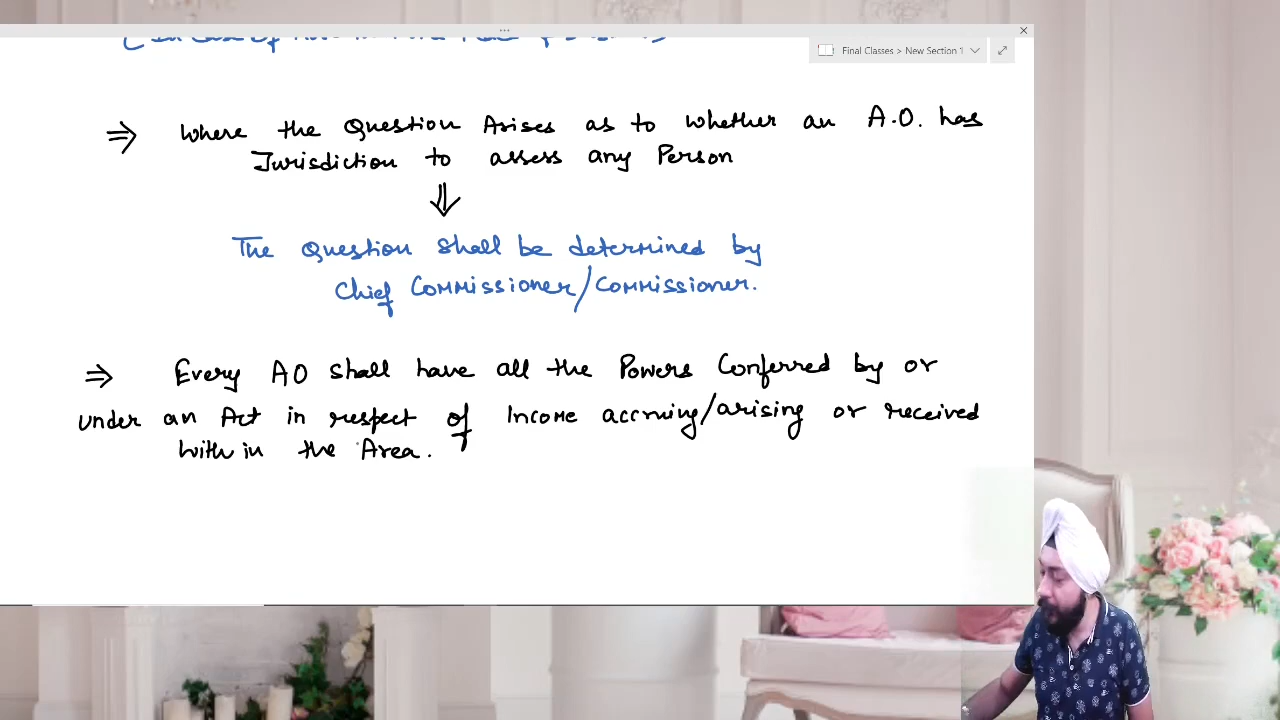 Final Classes > New Section 1
⇒ Where the Question Arises as to whether an A.O. has
Jurisdiction to assess any Person
⇓
The Question shall be determined by
Chief Commissioner/Commissioner.
⇒ Every AO shall have all the Powers Conferred by or
under an Act in respect of Income accruing/arising or received
with in the Area.